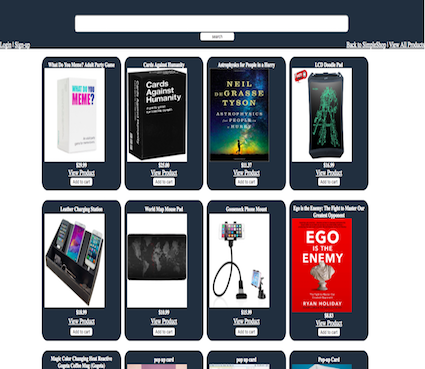 search
Login | Sign-up
Back to SimpleShop | View All Products
What Do You Meme? Adult Party Game
Cards Against Humanity
Astrophysics for People in a Hurry
LCD Doodle Pad
WHAT DO YOU
MEME?
Cards
Against
Humanity
NEIL
DEGRASSE
TYSON
ASTROPHYSICS
FOR PEOPLE
IN A
HURRY
$29.99
$25.00
$11.37
$16.99
View Product
View Product
View Product
View Product
Add to cart
Add to cart
Add to cart
Add to cart
Leather Charging Station
World Map Mouse Pad
Gooseneck Phone Mount
Ego is the Enemy: The Fight to Master Our
Greatest Opponent
EGO
IS THE
ENEMY
RYAN HOLIDAY
$18.99
$10.99
$15.99
$8.83
View Product
View Product
View Product
View Product
Add to cart
Add to cart
Add to cart
Add to cart
Magic Color Changing Heat Reactive
pop up card
pop up card
Pop-up Card